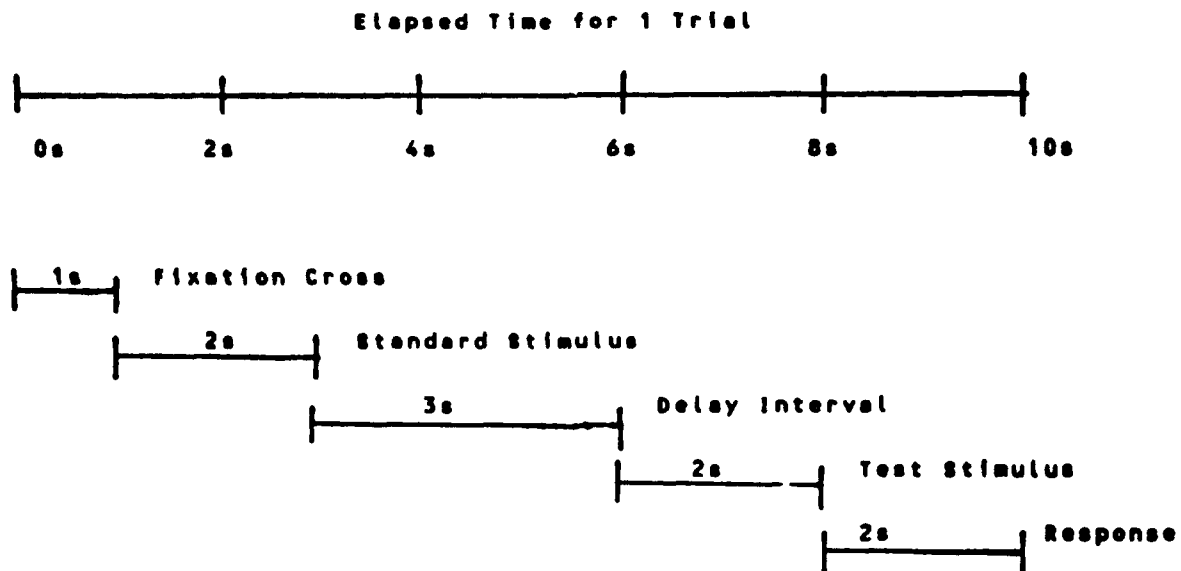 Elapsed Time for 1 Trial
0s 2s 4s 6s 8s 10s
1s Fixation Cross
2s Standard Stimulus
3s Delay Interval
2s Test Stimulus
2s Response